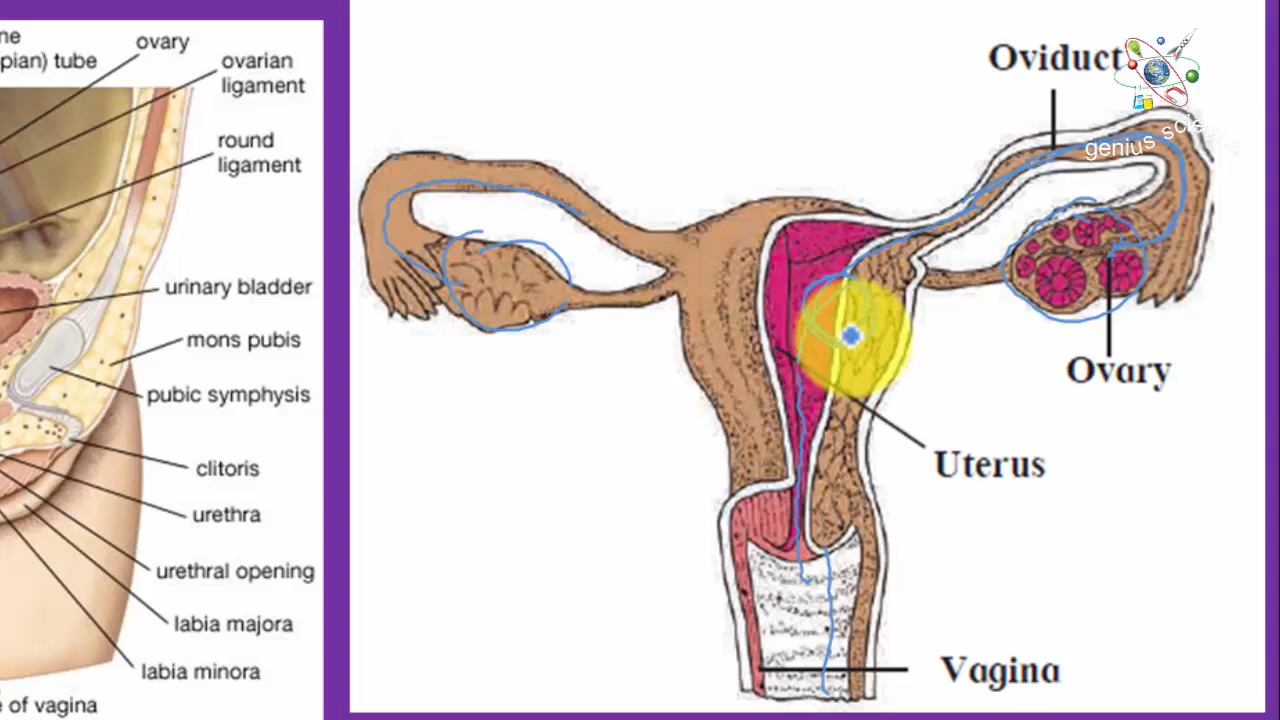 ne
pian) tube
ovary
ovarian
ligament
round
ligament
urinary bladder
mons pubis
pubic symphysis
clitoris
urethra
urethral opening
labia majora
labia minora
e of vagina
Oviduct
genius
Ovary
Uterus
Vagina